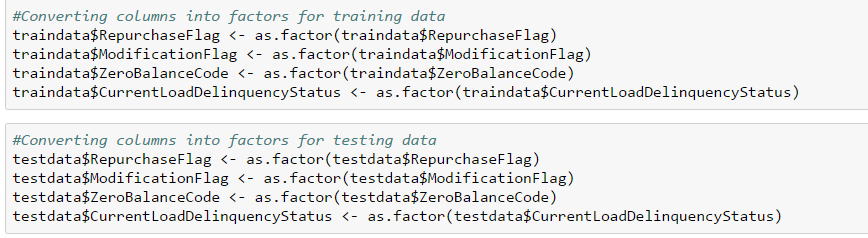 #Converting columns into factors for training data
traindata$RepurchaseFlag <- as.factor(traindata$RepurchaseFlag)
traindata$ModificationFlag <- as.factor(traindata$ModificationFlag)
traindata$ZeroBalanceCode <- as.factor(traindata$ZeroBalanceCode)
traindata$CurrentLoadDelinquencyStatus <- as.factor(traindata$CurrentLoadDelinquencyStatus)
#Converting columns into factors for testing data
testdata$RepurchaseFlag <- as.factor(testdata$RepurchaseFlag)
testdata$ModificationFlag <- as.factor(testdata$ModificationFlag)
testdata$ZeroBalanceCode <- as.factor(testdata$ZeroBalanceCode)
testdata$CurrentLoadDelinquencyStatus <- as.factor(testdata$CurrentLoadDelinquencyStatus)